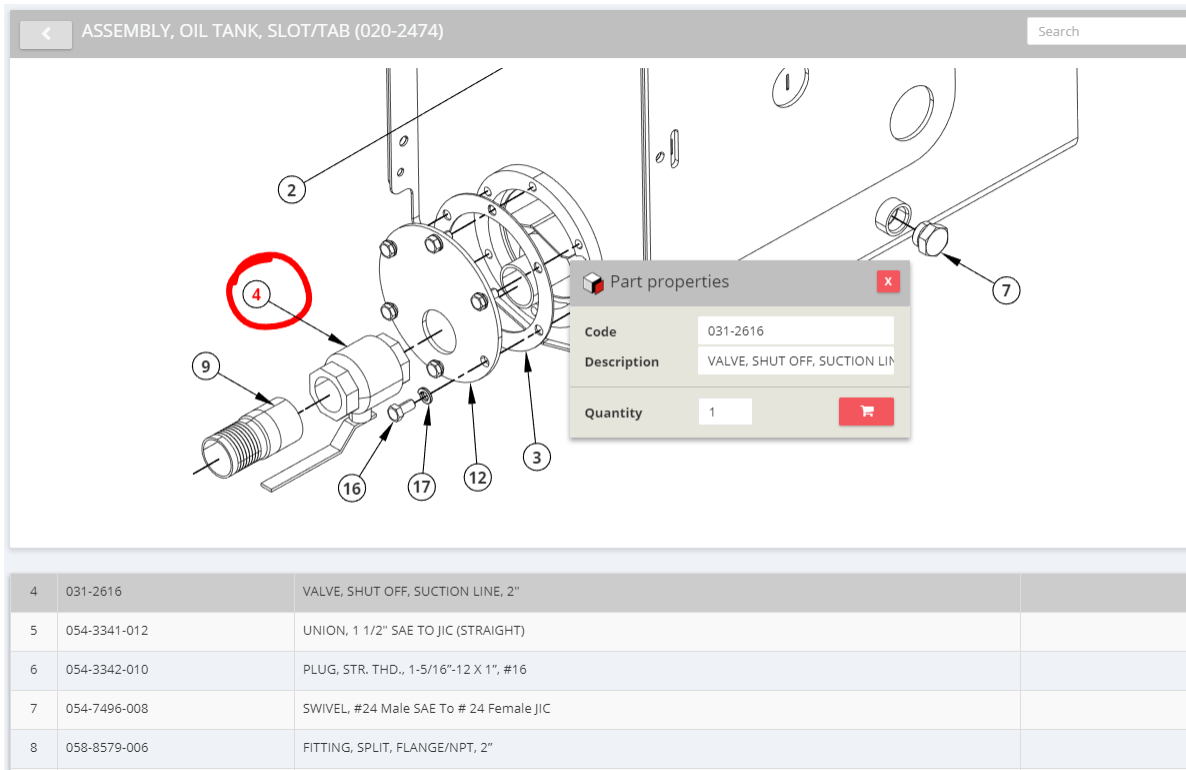 ASSEMBLY, OIL TANK, SLOT/TAB (020-2474)
Search
2
4
9
16
17
12
3
7
Part properties
X
Code 031-2616
Description VALVE, SHUT OFF, SUCTION LIN
Quantity 1
4 031-2616 VALVE, SHUT OFF, SUCTION LINE, 2"
5 054-3341-012 UNION, 1 1/2" SAE TO JIC (STRAIGHT)
6 054-3342-010 PLUG, STR. THD., 1-5/16”-12 X 1”, #16
7 054-7496-008 SWIVEL, #24 Male SAE To # 24 Female JIC
8 058-8579-006 FITTING, SPLIT, FLANGE/NPT, 2”